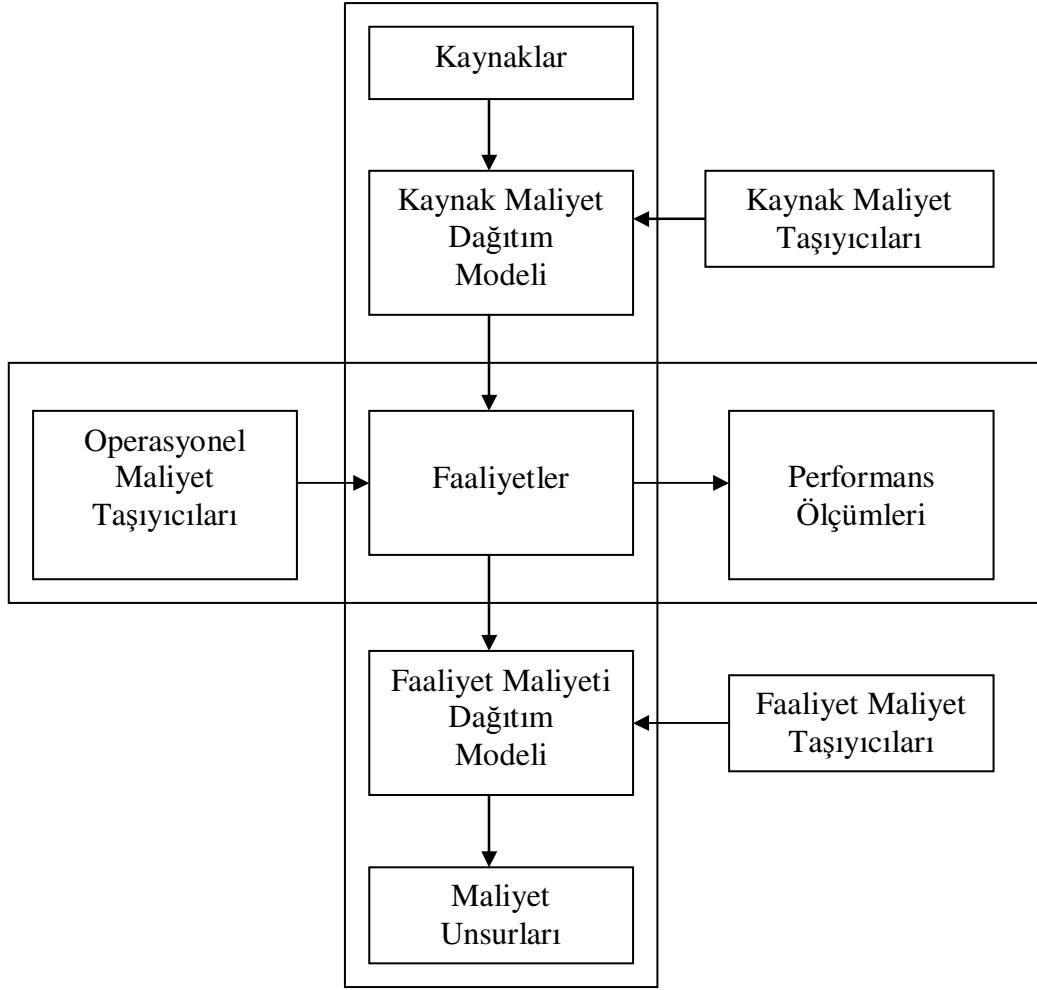 Kaynaklar
Kaynak Maliyet
Dağıtım
Modeli
Kaynak Maliyet
Taşıyıcıları
Operasyonel
Maliyet
Taşıyıcıları
Faaliyetler
Performans
Ölçümleri
Faaliyet Maliyeti
Dağıtım
Modeli
Faaliyet Maliyet
Taşıyıcıları
Maliyet
Unsurları